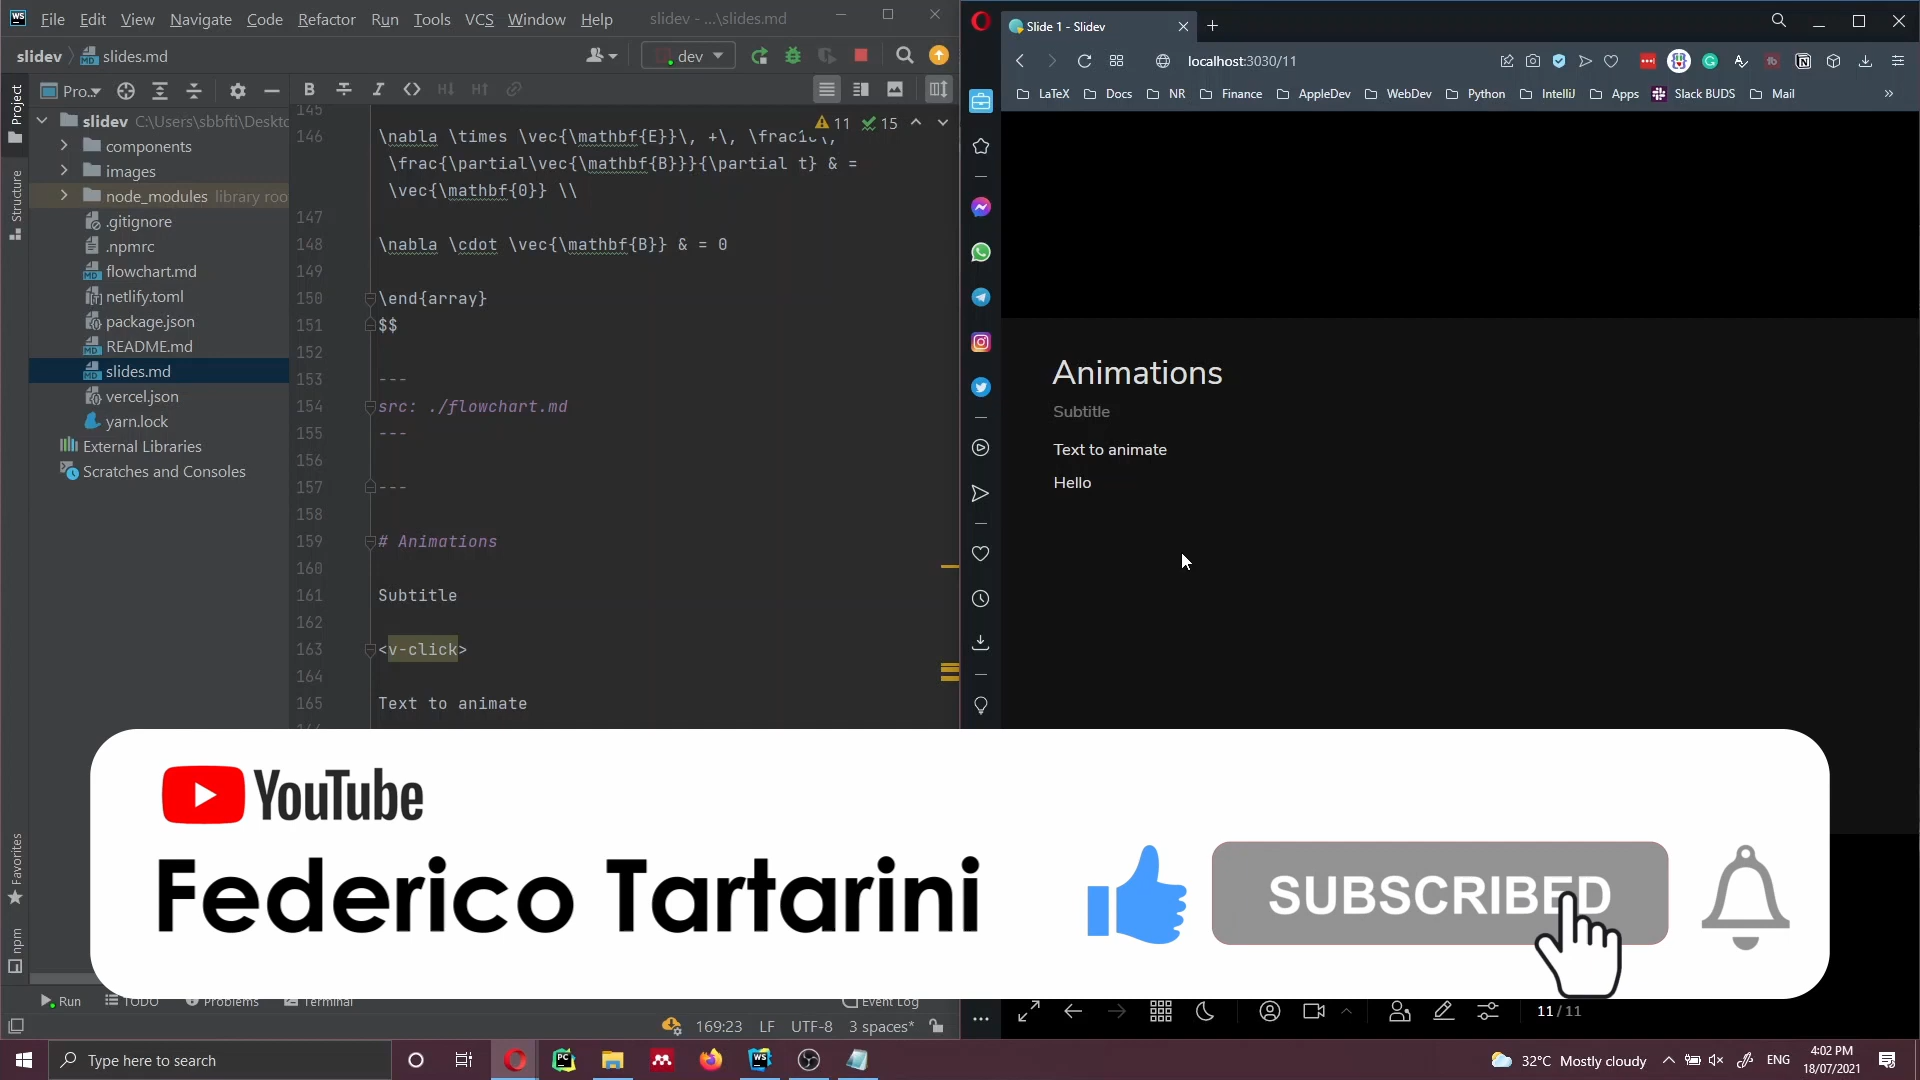 File Edit View Navigate Code Refactor Run Tools VCS Window Help slidev - ...\slides.md
slidev slides.md
dev
Project
Pro...
slidev C:\Users\sbbfti\Deskto
components
images
node_modules library roo
.gitignore
.npmrc
flowchart.md
netlify.toml
package.json
README.md
slides.md
vercel.json
yarn.lock
External Libraries
Scratches and Consoles
Structure
Favorites
npm
11 15
145
146 \nabla \times \vec{\mathbf{E}}\, +\,
\frac{\partial\vec{\mathbf{B}}}{\partial t} & =
\vec{\mathbf{0}} \\
147
148 \nabla \cdot \vec{\mathbf{B}} & = 0
149
150 \end{array}
151 $$
152
153 ---
154 src: ./flowchart.md
155 ---
156
157 ---
158
159 # Animations
160
161 Subtitle
162
163 <v-click>
164
165 Text to animate
Run TODO Problems Terminal Event Log
169:23 LF UTF-8 3 spaces*
Slide 1 - Slidev
localhost:3030/11
LaTeX Docs NR Finance AppleDev WebDev Python IntelliJ Apps Slack BUDS Mail
Animations
Subtitle
Text to animate
Hello
11 / 11
YouTube
Federico Tartarini
SUBSCRIBED
Type here to search
32°C Mostly cloudy
ENG
4:02 PM
18/07/2021